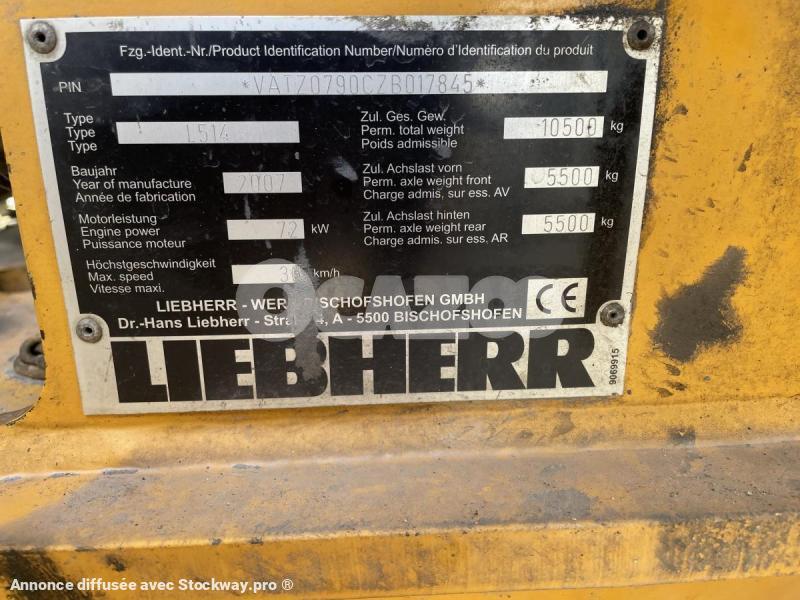 Fzg.-Ident.-Nr./Product Identification Number/Numèro d'Identification du produit
PIN *VATZ0790CZB017845*
Type
Type L514
Type
Zul. Ges. Gew.
Perm. total weight 10500 kg
Poids admissible
Baujahr
Year of manufacture 2007
Année de fabrication
Zul. Achslast vorn
Perm. axle weight front 5500 kg
Charge admis, sur ess. AV
Motorleistung
Engine power 72 kW
Puissance moteur
Zul. Achslast hinten
Perm. axle weight rear 5500 kg
Charge admis. sur ess. AR
Höchstgeschwindigkeit
Max. speed km/h
Vitesse maxi.
LIEBHERR - WERK BISCHOFSHOFEN GMBH
Dr.-Hans Liebherr - 4, A - 5500 BISCHOFSHOFEN
CE
LIEBHERR
9069915
OCAZOO
Annonce diffusée avec Stockway.pro ®